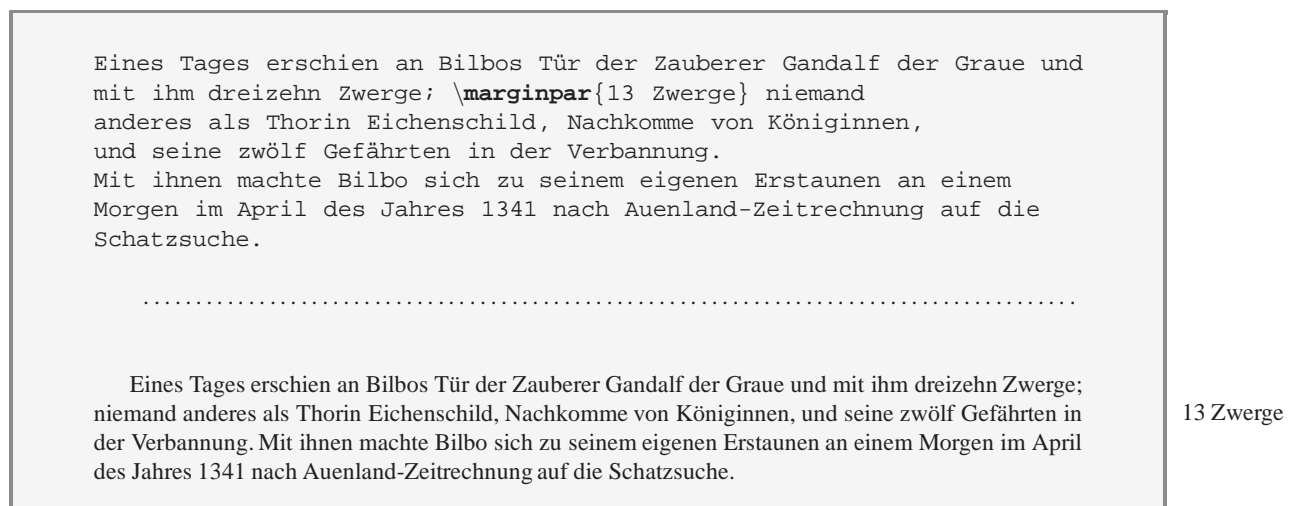 Eines Tages erschien an Bilbos Tür der Zauberer Gandalf der Graue und
mit ihm dreizehn Zwerge; \marginpar{13 Zwerge} niemand
anderes als Thorin Eichenschild, Nachkomme von Königinnen,
und seine zwölf Gefährten in der Verbannung.
Mit ihnen machte Bilbo sich zu seinem eigenen Erstaunen an einem
Morgen im April des Jahres 1341 nach Auenland-Zeitrechnung auf die
Schatzsuche.
Eines Tages erschien an Bilbos Tür der Zauberer Gandalf der Graue und mit ihm dreizehn Zwerge;
niemand anderes als Thorin Eichenschild, Nachkomme von Königinnen, und seine zwölf Gefährten in
13 Zwerge
der Verbannung. Mit ihnen machte Bilbo sich zu seinem eigenen Erstaunen an einem Morgen im April
des Jahres 1341 nach Auenland-Zeitrechnung auf die Schatzsuche.